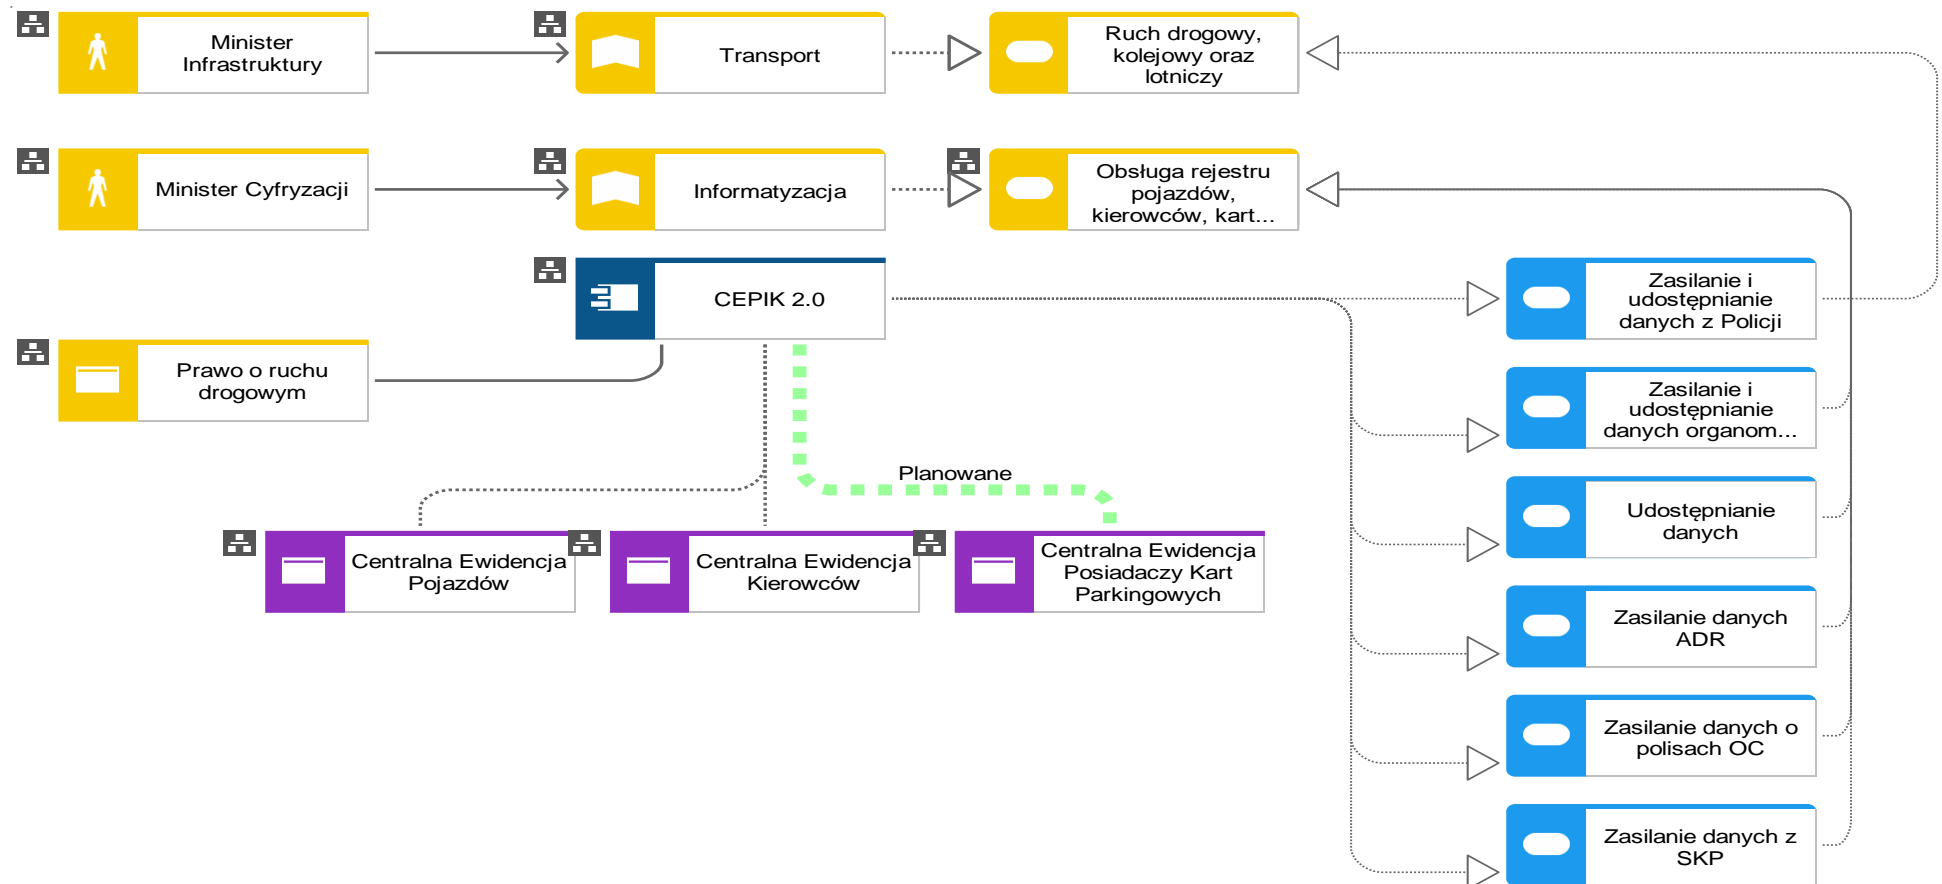 Minister
Infrastruktury
Transport
Ruch drogowy,
kolejowy oraz
lotniczy
Minister Cyfryzacji
Informatyzacja
Obsługa rejestru
pojazdów,
kierowców, kart...
CEPIK 2.0
Zasilanie i
udostępnianie
danych z Policji
Prawo o ruchu
drogowym
Zasilanie i
udostępnianie
danych organom...
Planowane
Udostępnianie
danych
Centralna Ewidencja
Pojazdów
Centralna Ewidencja
Kierowców
Centralna Ewidencja
Posiadaczy Kart
Parkingowych
Zasilanie danych
ADR
Zasilanie danych o
polisach OC
Zasilanie danych z
SKP